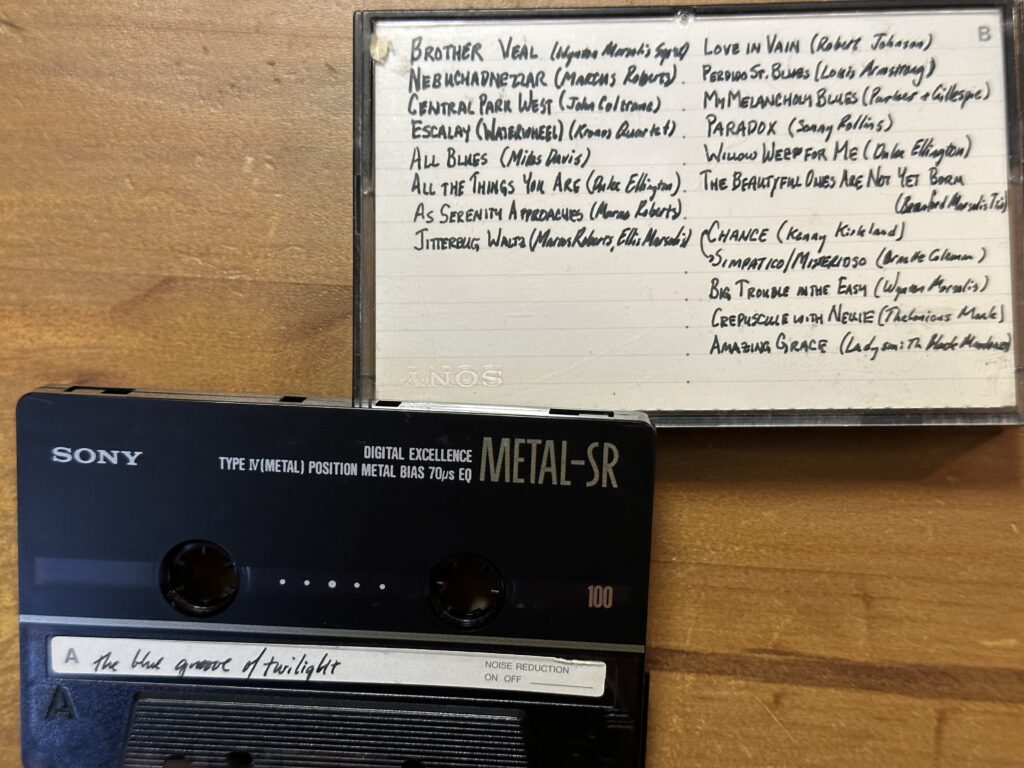 A
BROTHER VEAL (Wynton Marsalis Septet)
NEBUCHADNEZZAR (MARCUS Roberts).
CENTRAL PARK WEST (John Coltrane)
ESCALAY (WATERWHEEL) (Kronos Quartet)
ALL BLUES (Miles Davis)
ALL THE THINGS YOU ARE (Duke Ellington).
AS SERENITY APPROACHES (Marcus Roberts).
JITTERBUG WALTZ (Marcus Roberts, Ellis Marsalis)
B
LOVE IN VAIN (Robert Johnson)
PERDIDO ST. BLUES (Louis Armstrong)
MY MELANCHOLY BLUES (Parker & Gillespie)
PARADOX (Sonny Rollins)
WILLOW WEEP FOR ME (Duke Ellington)
THE BEAUTYFUL ONES ARE NOT YET BORN
(Branford Marsalis Trio)
CHANCE (Kenny Kirkland)
SIMPATICO/MISTERIOSO (Ornette Coleman)
BIG TROUBLE IN THE EASY (Wynton Marsalis)
CREPUSCULE WITH NELLIE (Thelonious Monk)
AMAZING GRACE (Ladysmith Black Mambazo)
SONY
SONY
DIGITAL EXCELLENCE
TYPE IV (METAL) POSITION METAL BIAS 70μs EQ
METAL-SR
100
A the blue groove of twilight
NOISE REDUCTION
ON OFF
A